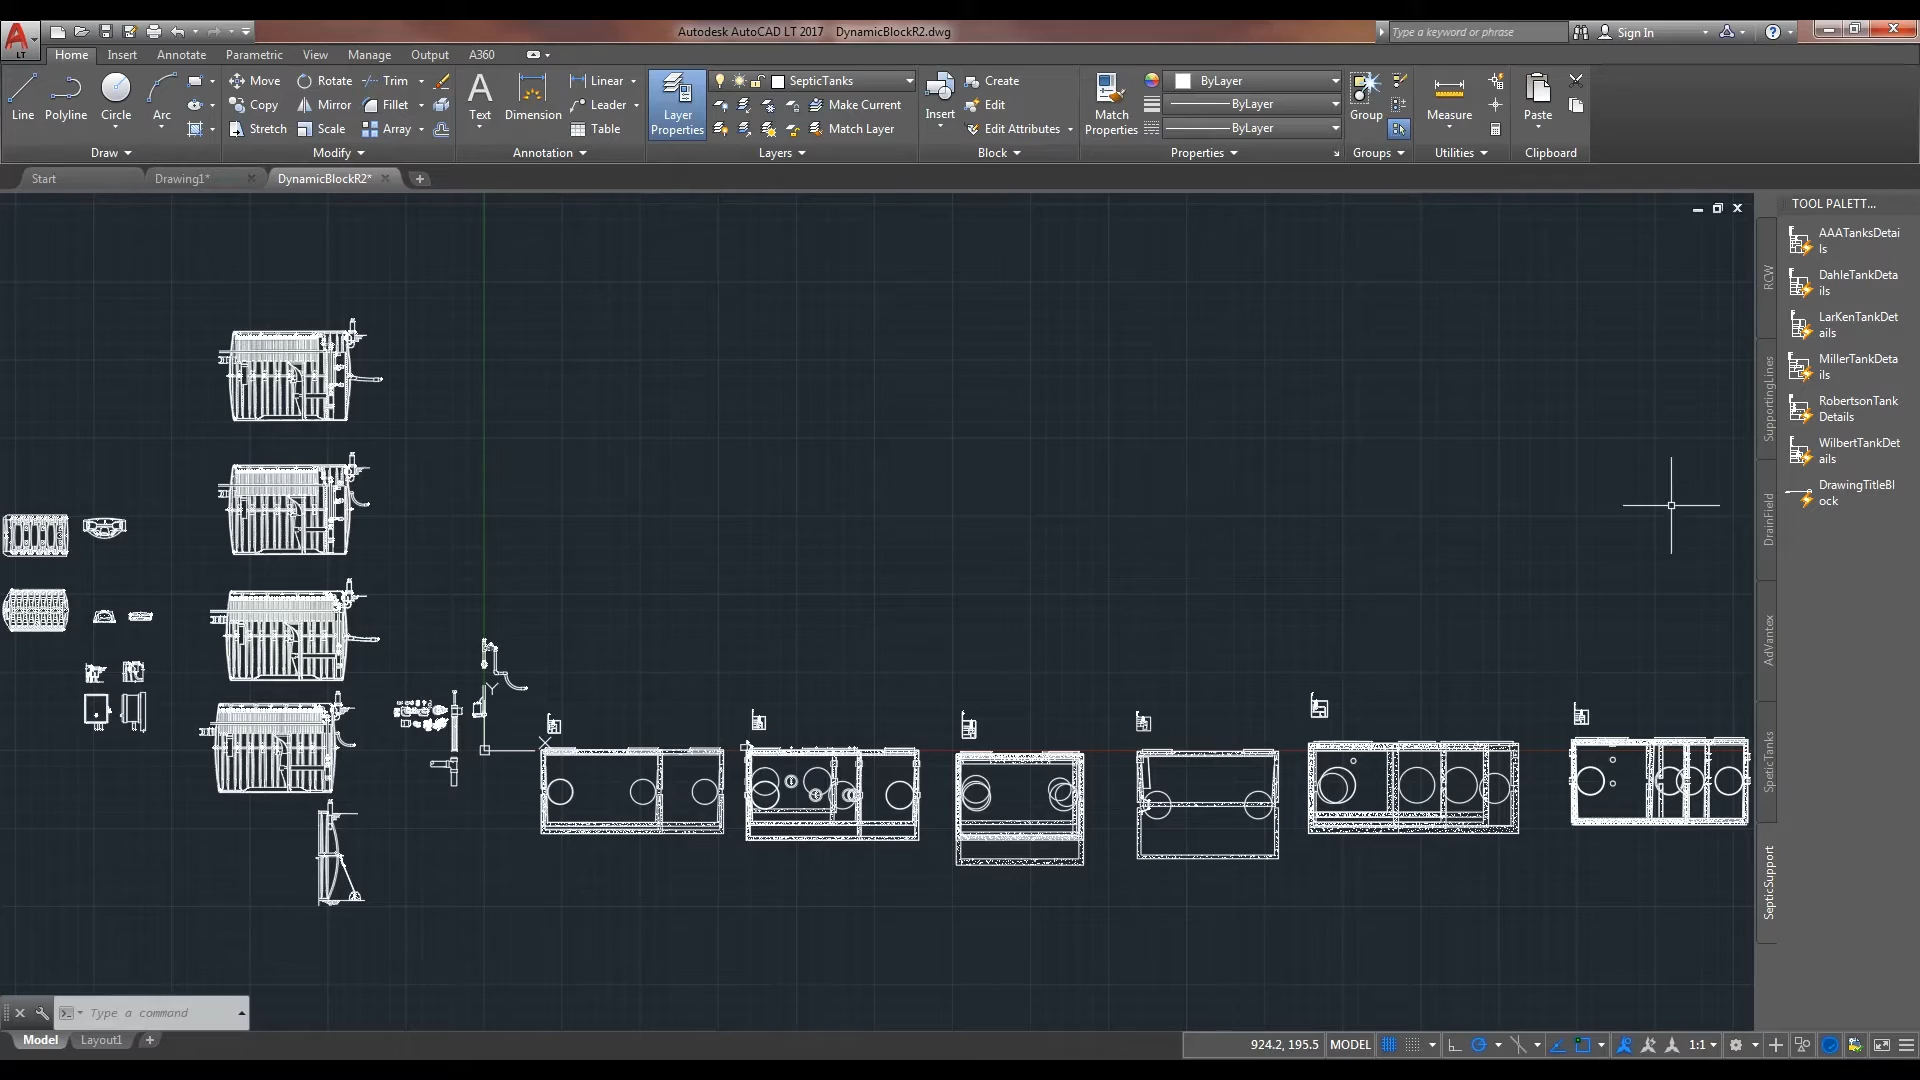 Autodesk AutoCAD LT 2017 DynamicBlockR2.dwg
Type a keyword or phrase
Sign In
LT
Home Insert Annotate Parametric View Manage Output A360
Line Polyline Circle Arc
Move Rotate Trim
Copy Mirror Fillet
Stretch Scale Array
Text Dimension
Linear
Leader
Table
Layer
Properties
SepticTanks
Make Current
Match Layer
Insert
Create
Edit
Edit Attributes
Match
Properties
ByLayer
ByLayer
ByLayer
Group
Measure
Paste
Draw Modify Annotation Layers Block Properties Groups Utilities Clipboard
Start Drawing1* DynamicBlockR2*
TOOL PALETT...
AAATanksDetai
ls
DahleTankDeta
ils
LarKenTankDet
ails
MillerTankDeta
ils
RobertsonTank
Details
WilbertTankDet
ails
DrawingTitleBl
ock
RCW
SupportingLines
DrainField
AdVantex
SpeticTanks
SepticSupport
Y
X
Type a command
Model Layout1
924.2, 195.5 MODEL 1:1